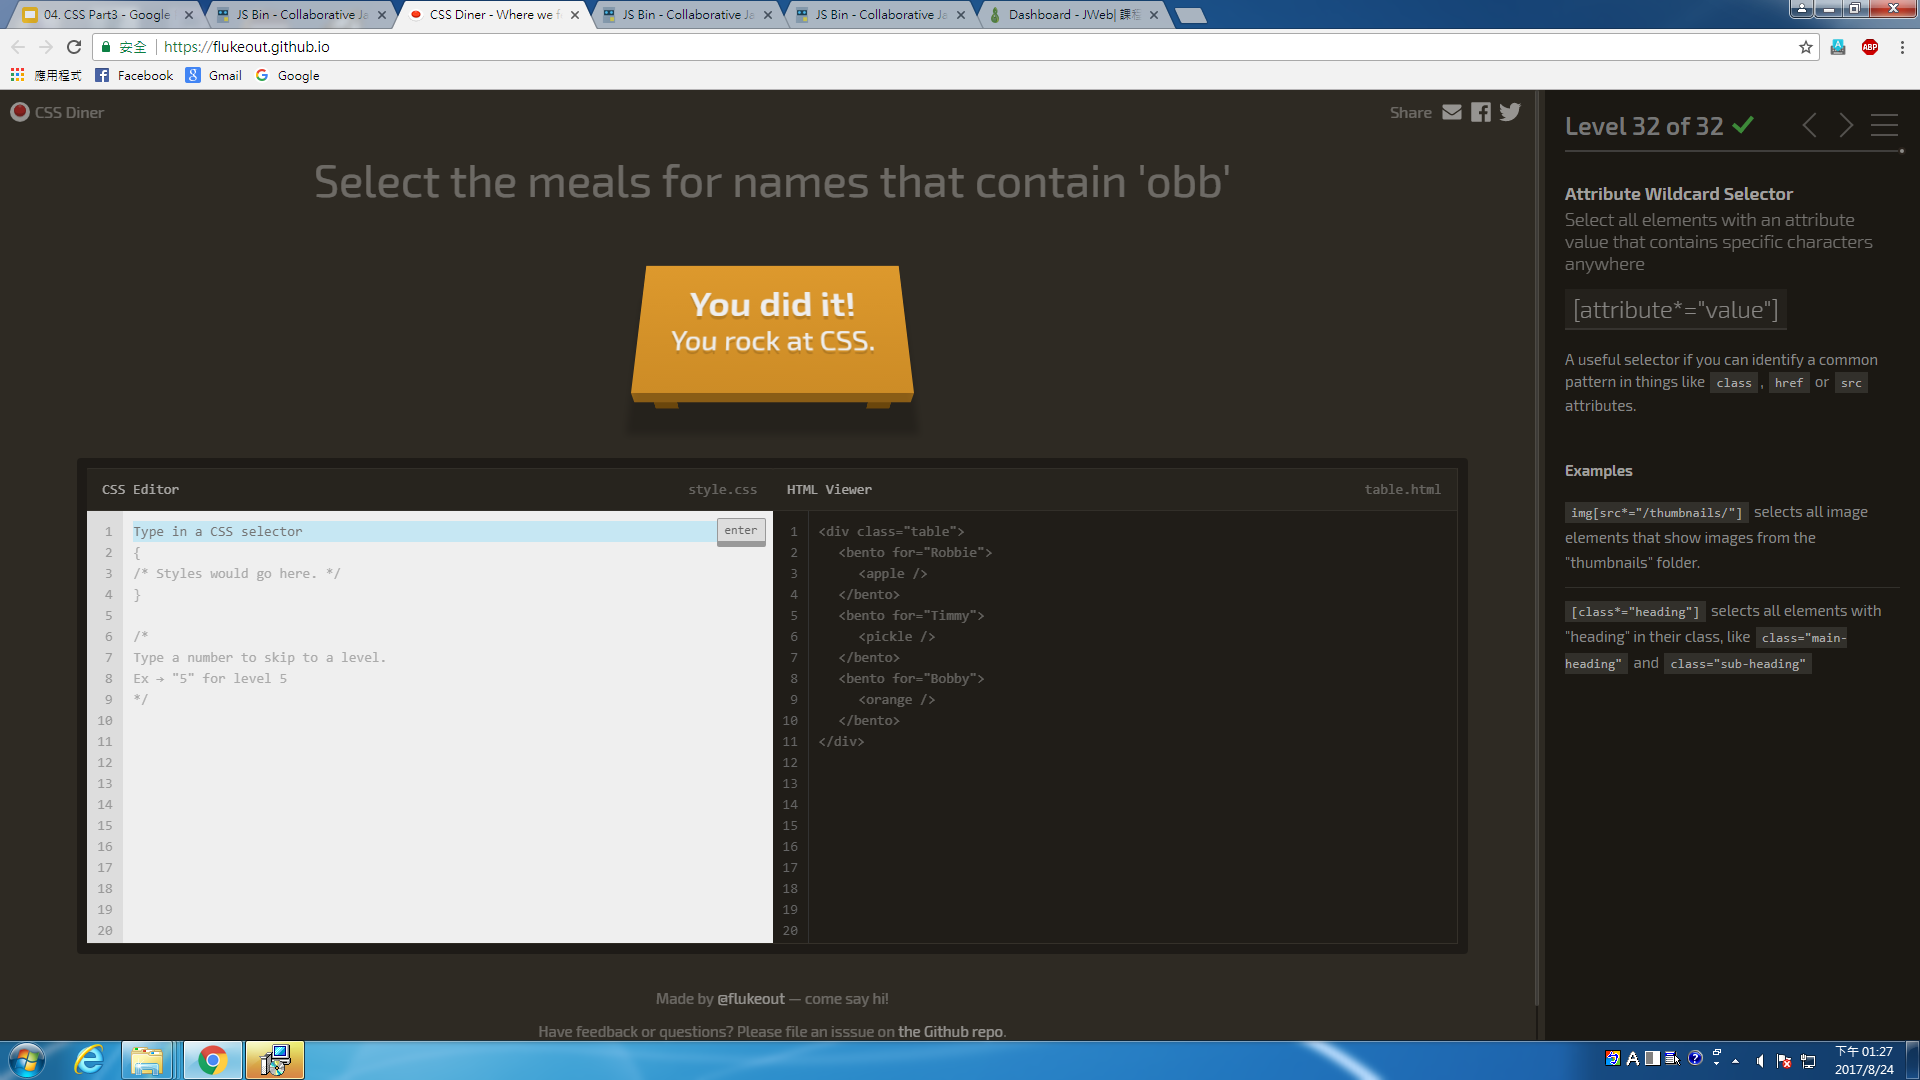 04. CSS Part3 - Google
JS Bin - Collaborative Ja
CSS Diner - Where we f
JS Bin - Collaborative Ja
JS Bin - Collaborative Ja
Dashboard - JWeb| 課程
安全
https://flukeout.github.io
ABP
應用程式
Facebook
Gmail
Google
CSS Diner
Share
Select the meals for names that contain 'obb'
You did it!
You rock at CSS.
CSS Editor
style.css
HTML Viewer
table.html
1 Type in a CSS selector
enter
2 {
3 /* Styles would go here. */
4 }
5
6 /*
7 Type a number to skip to a level.
8 Ex → "5" for level 5
9 */
10
11
12
13
14
15
16
17
18
19
20
1 <div class="table">
2 <bento for="Robbie">
3 <apple />
4 </bento>
5 <bento for="Timmy">
6 <pickle />
7 </bento>
8 <bento for="Bobby">
9 <orange />
10 </bento>
11 </div>
12
13
14
15
16
17
18
19
20
Made by @flukeout — come say hi!
Have feedback or questions? Please file an isssue on the Github repo.
Level 32 of 32
Attribute Wildcard Selector
Select all elements with an attribute
value that contains specific characters
anywhere
[attribute*="value"]
A useful selector if you can identify a common
pattern in things like class , href or src
attributes.
Examples
img[src*="/thumbnails/"] selects all image
elements that show images from the
"thumbnails" folder.
[class*="heading"] selects all elements with
"heading" in their class, like class="main-
heading" and class="sub-heading"
A
下午 01:27
2017/8/24